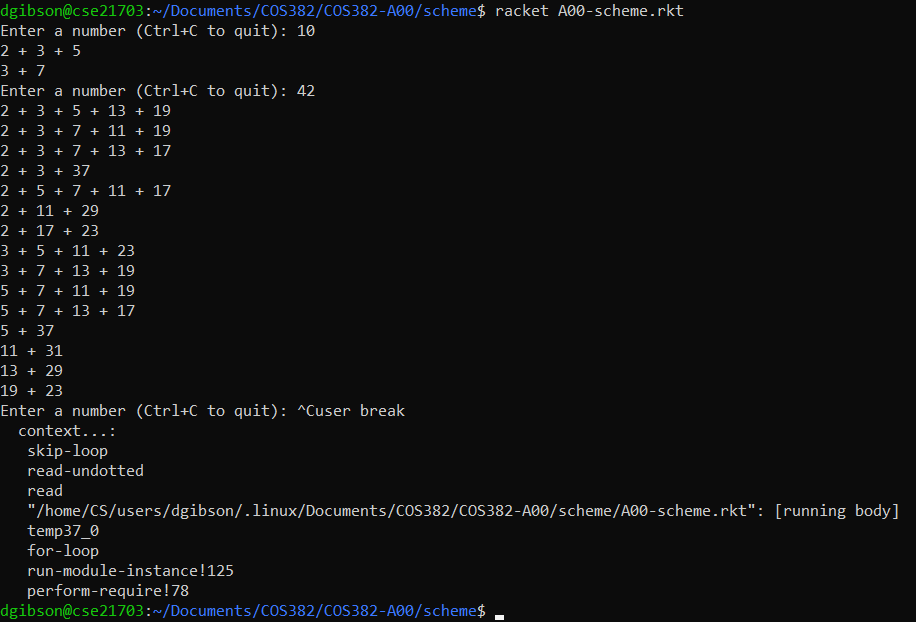 dgibson@cse21703:~/Documents/COS382/COS382-A00/scheme$ racket A00-scheme.rkt
Enter a number (Ctrl+C to quit): 10
2 + 3 + 5
3 + 7
Enter a number (Ctrl+C to quit): 42
2 + 3 + 5 + 13 + 19
2 + 3 + 7 + 11 + 19
2 + 3 + 7 + 13 + 17
2 + 3 + 37
2 + 5 + 7 + 11 + 17
2 + 11 + 29
2 + 17 + 23
3 + 5 + 11 + 23
3 + 7 + 13 + 19
5 + 7 + 11 + 19
5 + 7 + 13 + 17
5 + 37
11 + 31
13 + 29
19 + 23
Enter a number (Ctrl+C to quit): ^Cuser break
  context...:
   skip-loop
   read-undotted
   read
   "/home/CS/users/dgibson/.linux/Documents/COS382/COS382-A00/scheme/A00-scheme.rkt": [running body]
   temp37_0
   for-loop
   run-module-instance!125
   perform-require!78
dgibson@cse21703:~/Documents/COS382/COS382-A00/scheme$